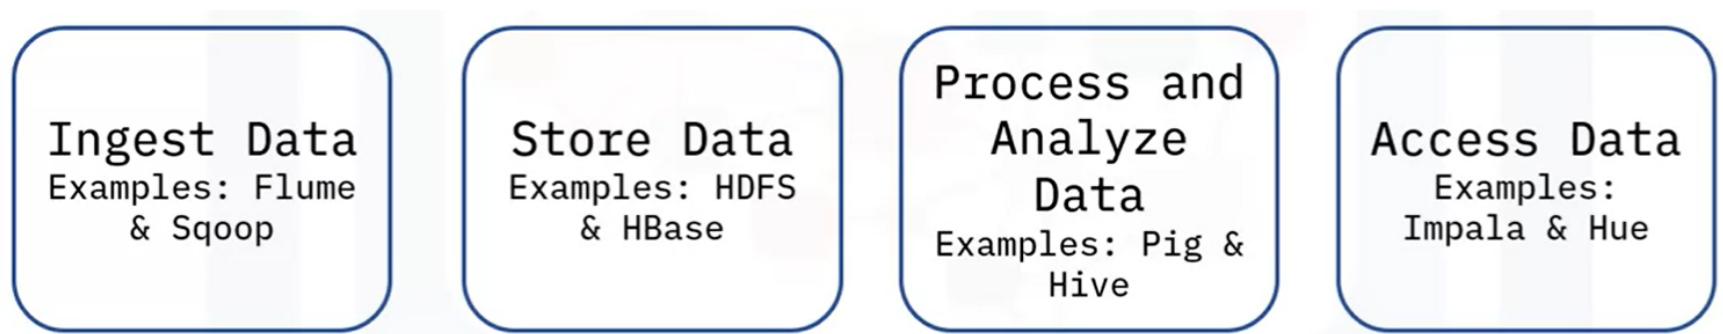 Ingest Data
Examples: Flume
& Sqoop
Store Data
Examples: HDFS
& HBase
Process and
Analyze
Data
Examples: Pig &
Hive
Access Data
Examples:
Impala & Hue